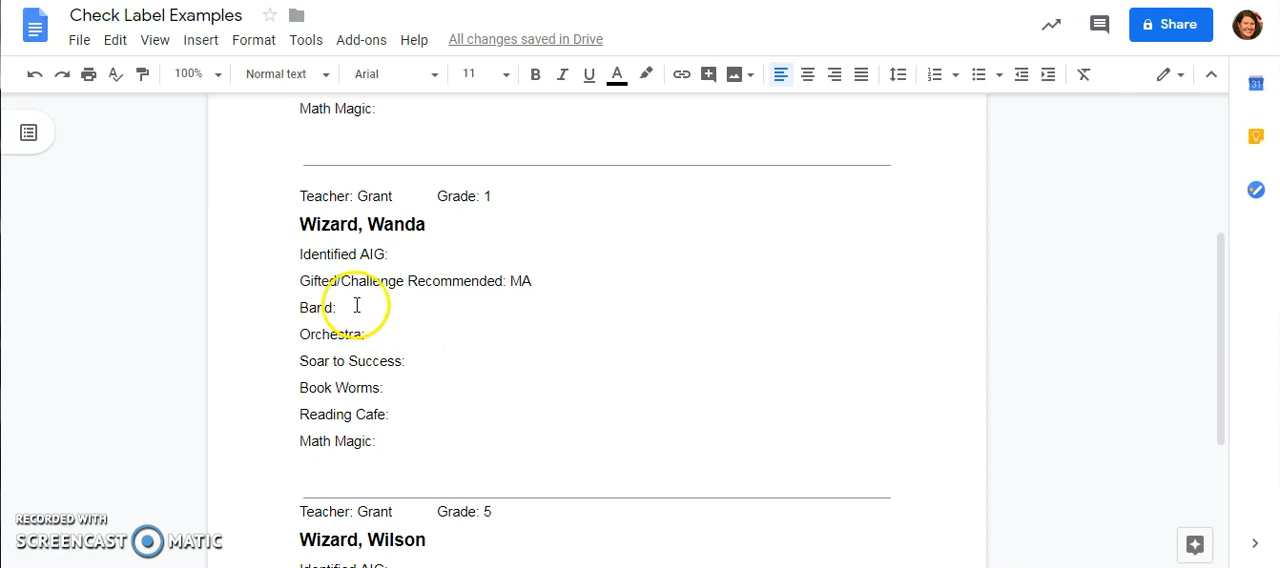 Check Label Examples
File Edit View Insert Format Tools Add-ons Help All changes saved in Drive
Share
100% Normal text Arial 11 B I U A
31
Math Magic:
Teacher: Grant Grade: 1
Wizard, Wanda
Identified AIG:
Gifted/Challenge Recommended: MA
Band:
Orchestra:
Soar to Success:
Book Worms:
Reading Cafe:
Math Magic:
Teacher: Grant Grade: 5
Wizard, Wilson
Identified AIG:
RECORDED WITH
SCREENCAST MATIC